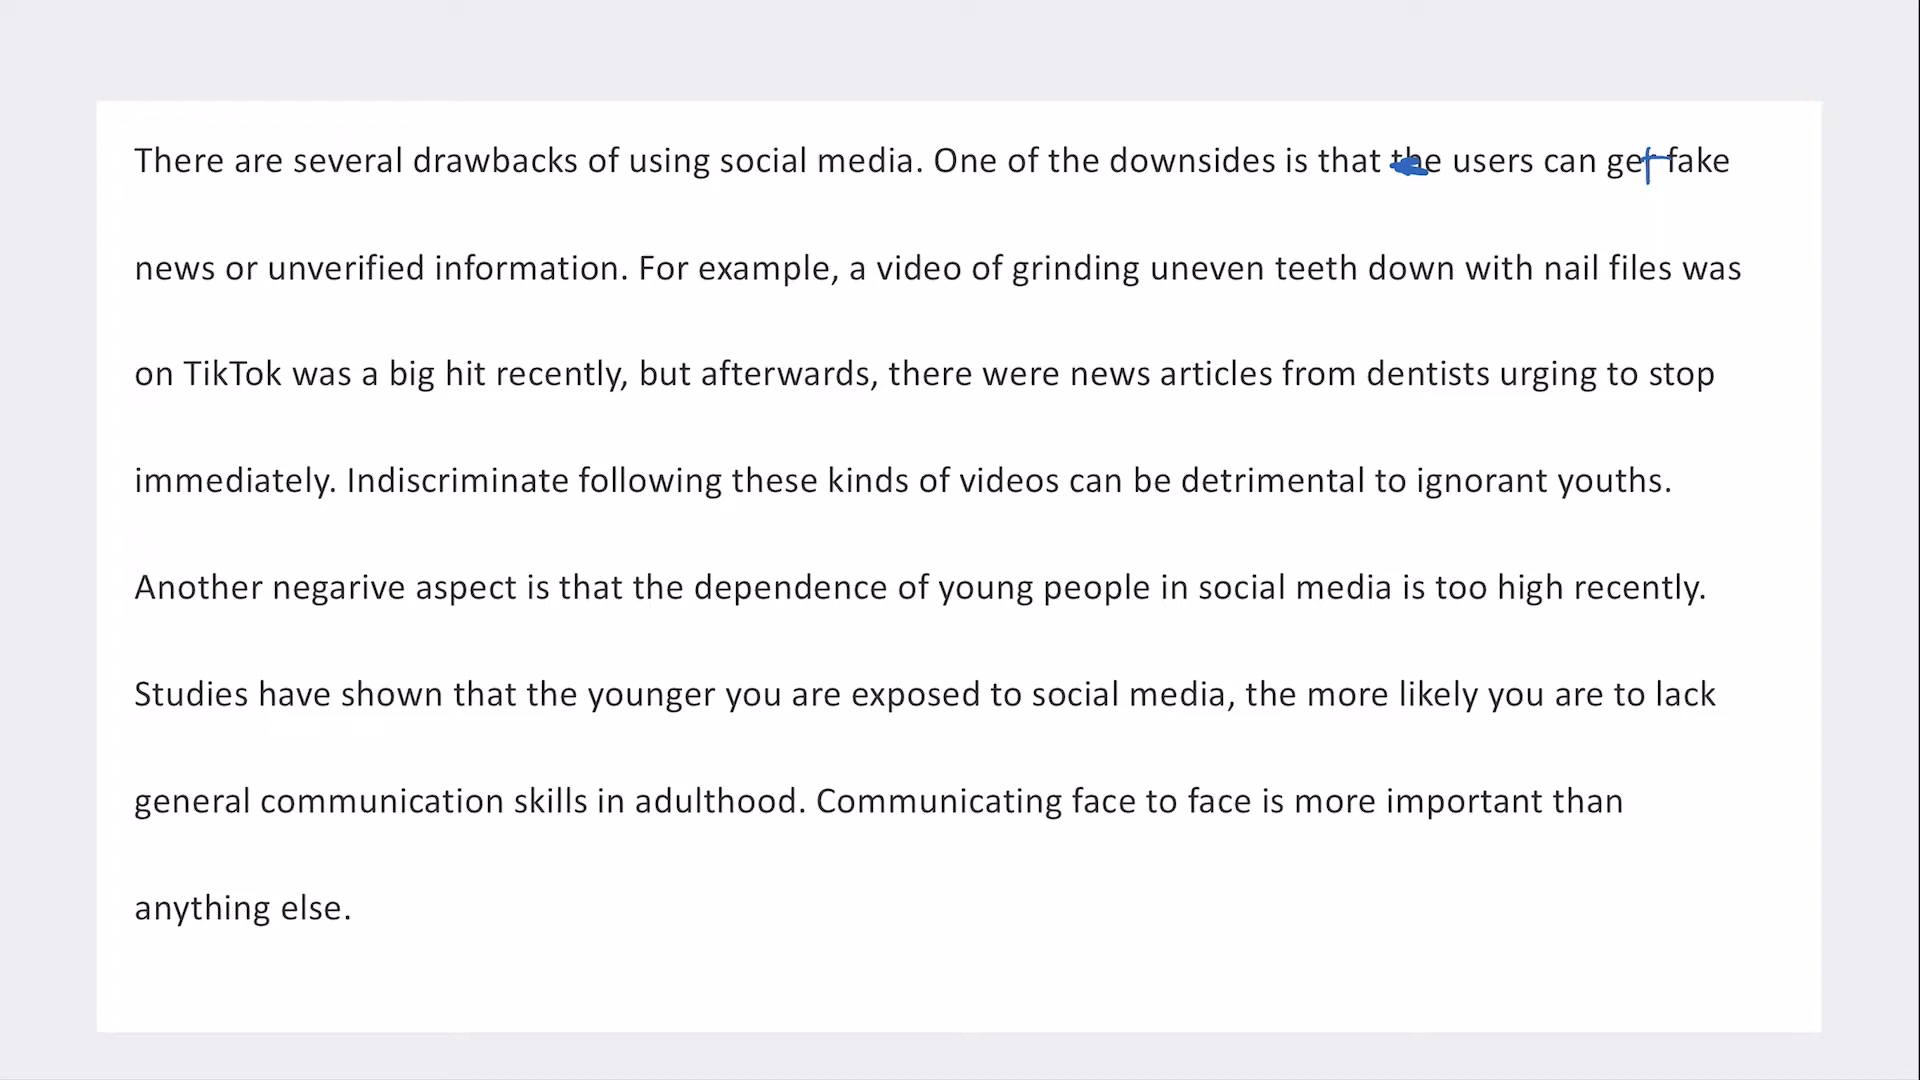 There are several drawbacks of using social media. One of the downsides is that the users can get fake
news or unverified information. For example, a video of grinding uneven teeth down with nail files was
on TikTok was a big hit recently, but afterwards, there were news articles from dentists urging to stop
immediately. Indiscriminate following these kinds of videos can be detrimental to ignorant youths.
Another negarive aspect is that the dependence of young people in social media is too high recently.
Studies have shown that the younger you are exposed to social media, the more likely you are to lack
general communication skills in adulthood. Communicating face to face is more important than
anything else.